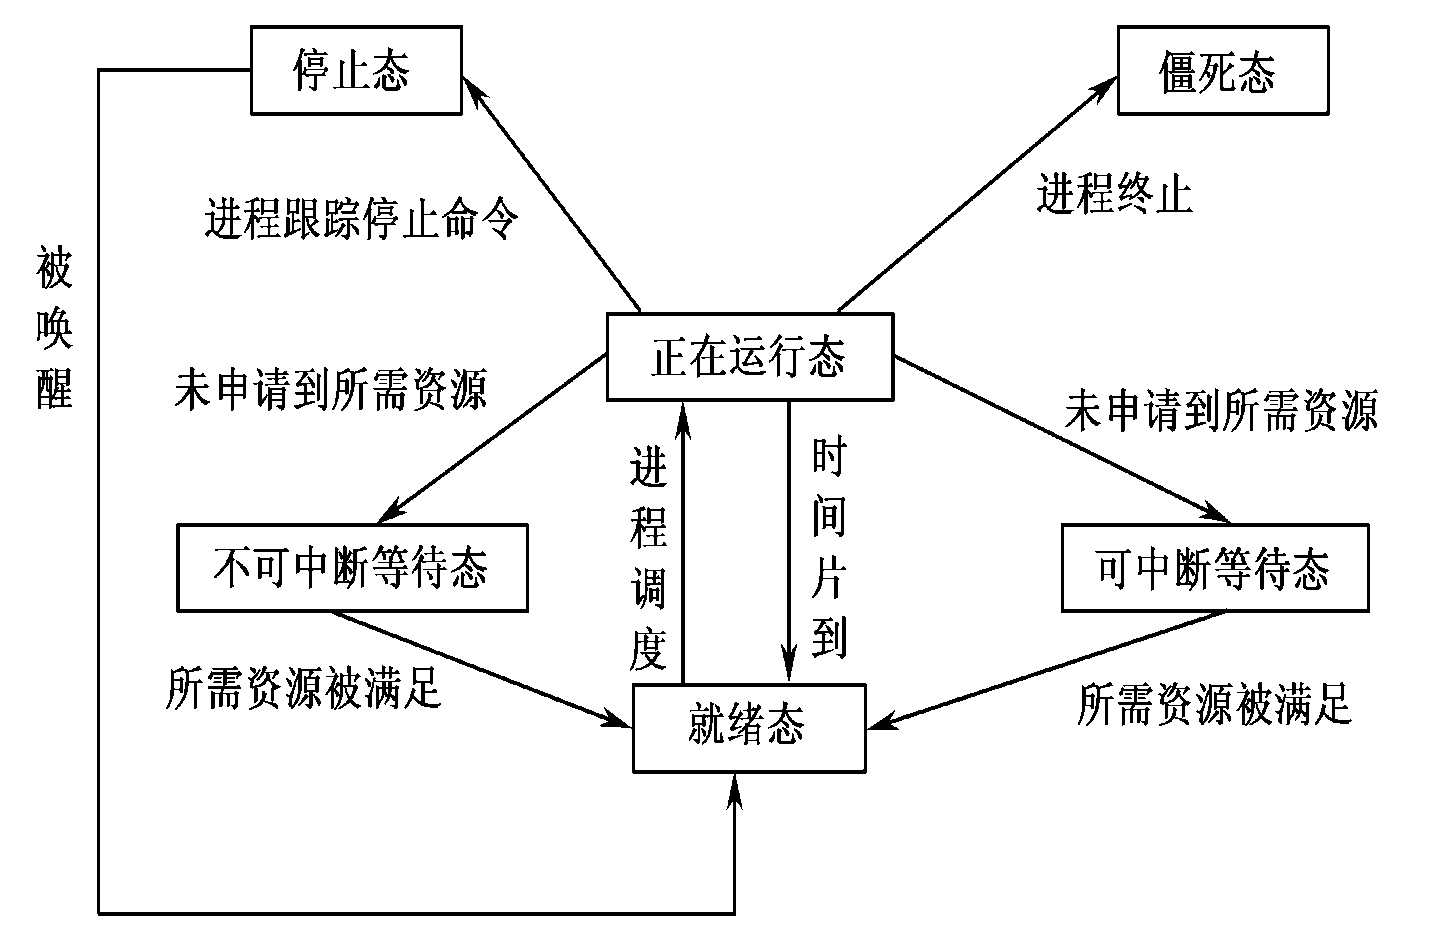 停止态
僵死态
进程终止
进程跟踪停止命令
被唤醒
正在运行态
未申请到所需资源
未申请到所需资源
进程调度
时间片到
不可中断等待态
可中断等待态
所需资源被满足
就绪态
所需资源被满足